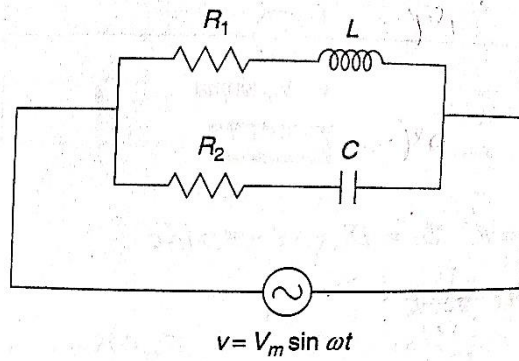 R₁ L
R₂ C
v = Vₘ sin ωt